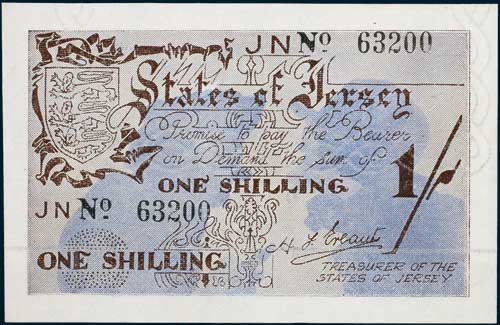 JN Nº 63200
States of Jersey
Promise to pay the Bearer
on Demand the sum of
ONE SHILLING
1/-
JN Nº 63200
ONE SHILLING
TREASURER OF THE
STATES OF JERSEY